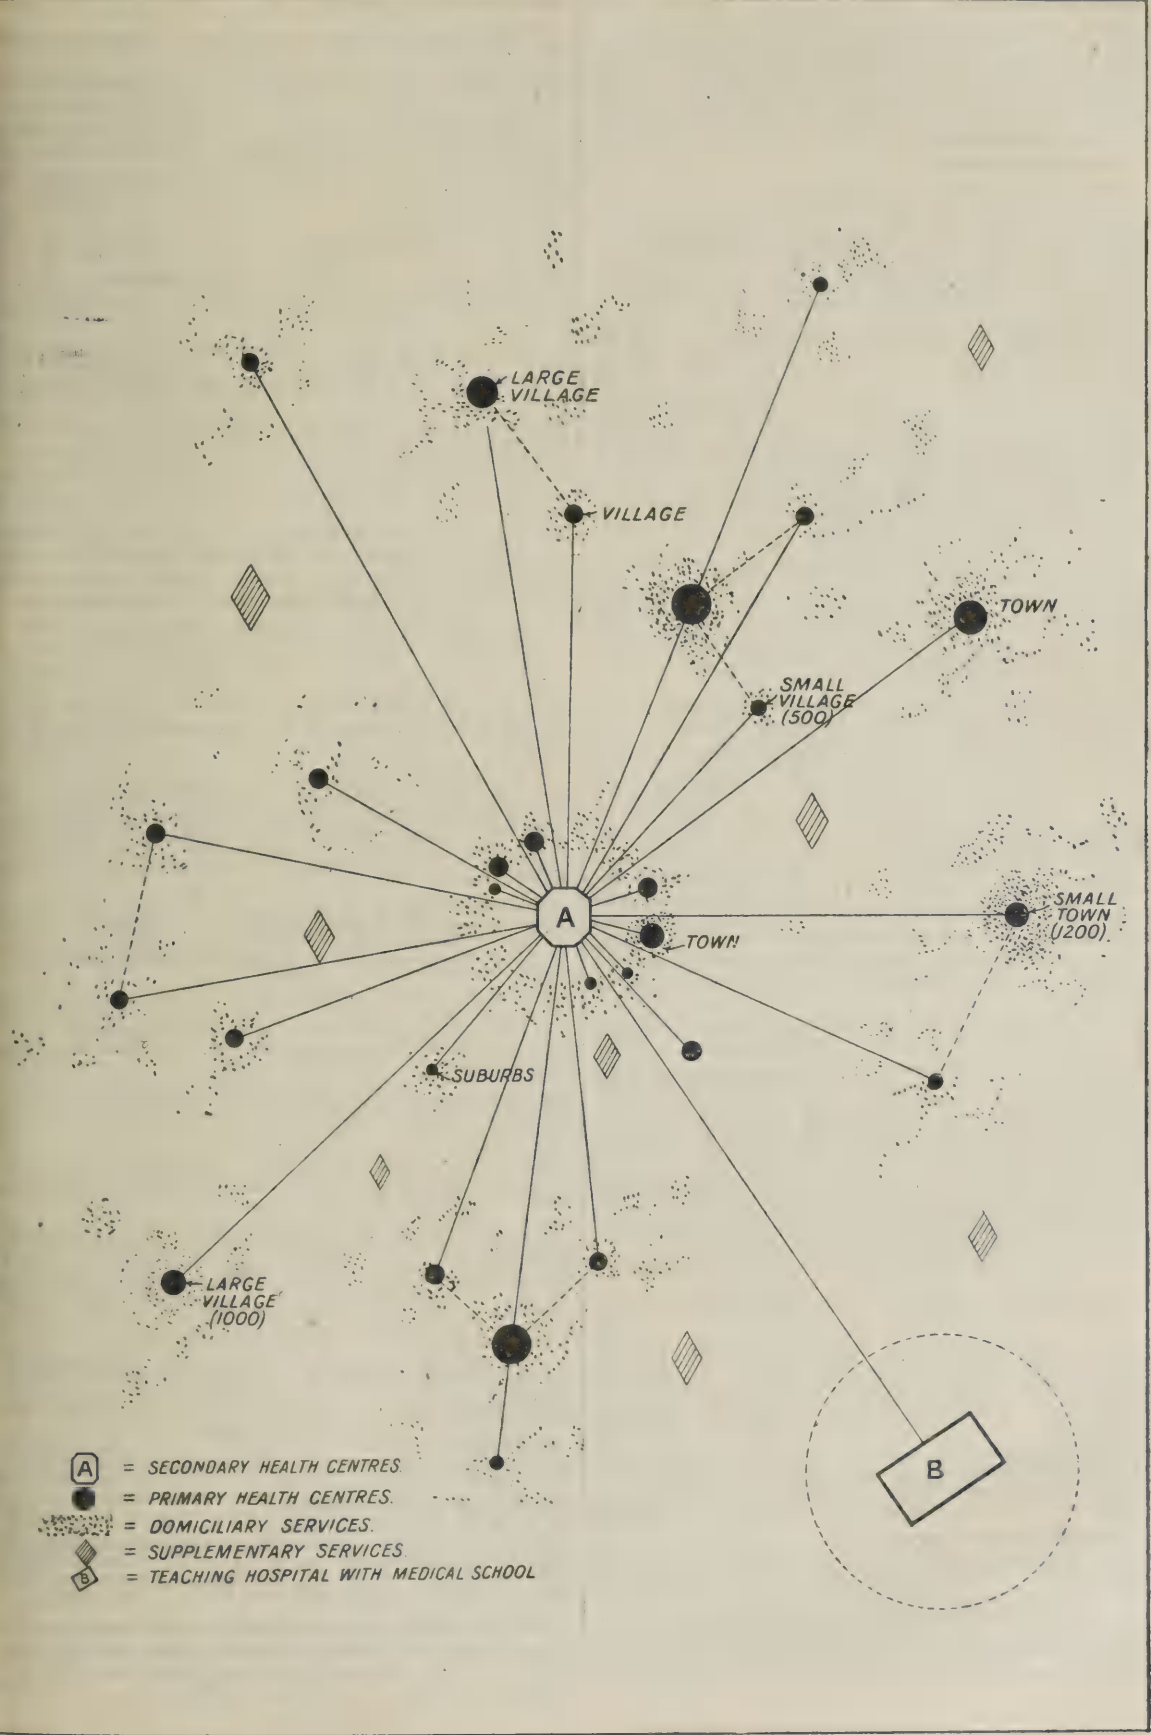 LARGE
VILLAGE
VILLAGE
TOWN
SMALL
VILLAGE
(500)
A
TOWN
SMALL
TOWN
(1200)
SUBURBS
LARGE
VILLAGE
(1000)
B
A = SECONDARY HEALTH CENTRES.
= PRIMARY HEALTH CENTRES.
= DOMICILIARY SERVICES.
= SUPPLEMENTARY SERVICES.
B = TEACHING HOSPITAL WITH MEDICAL SCHOOL